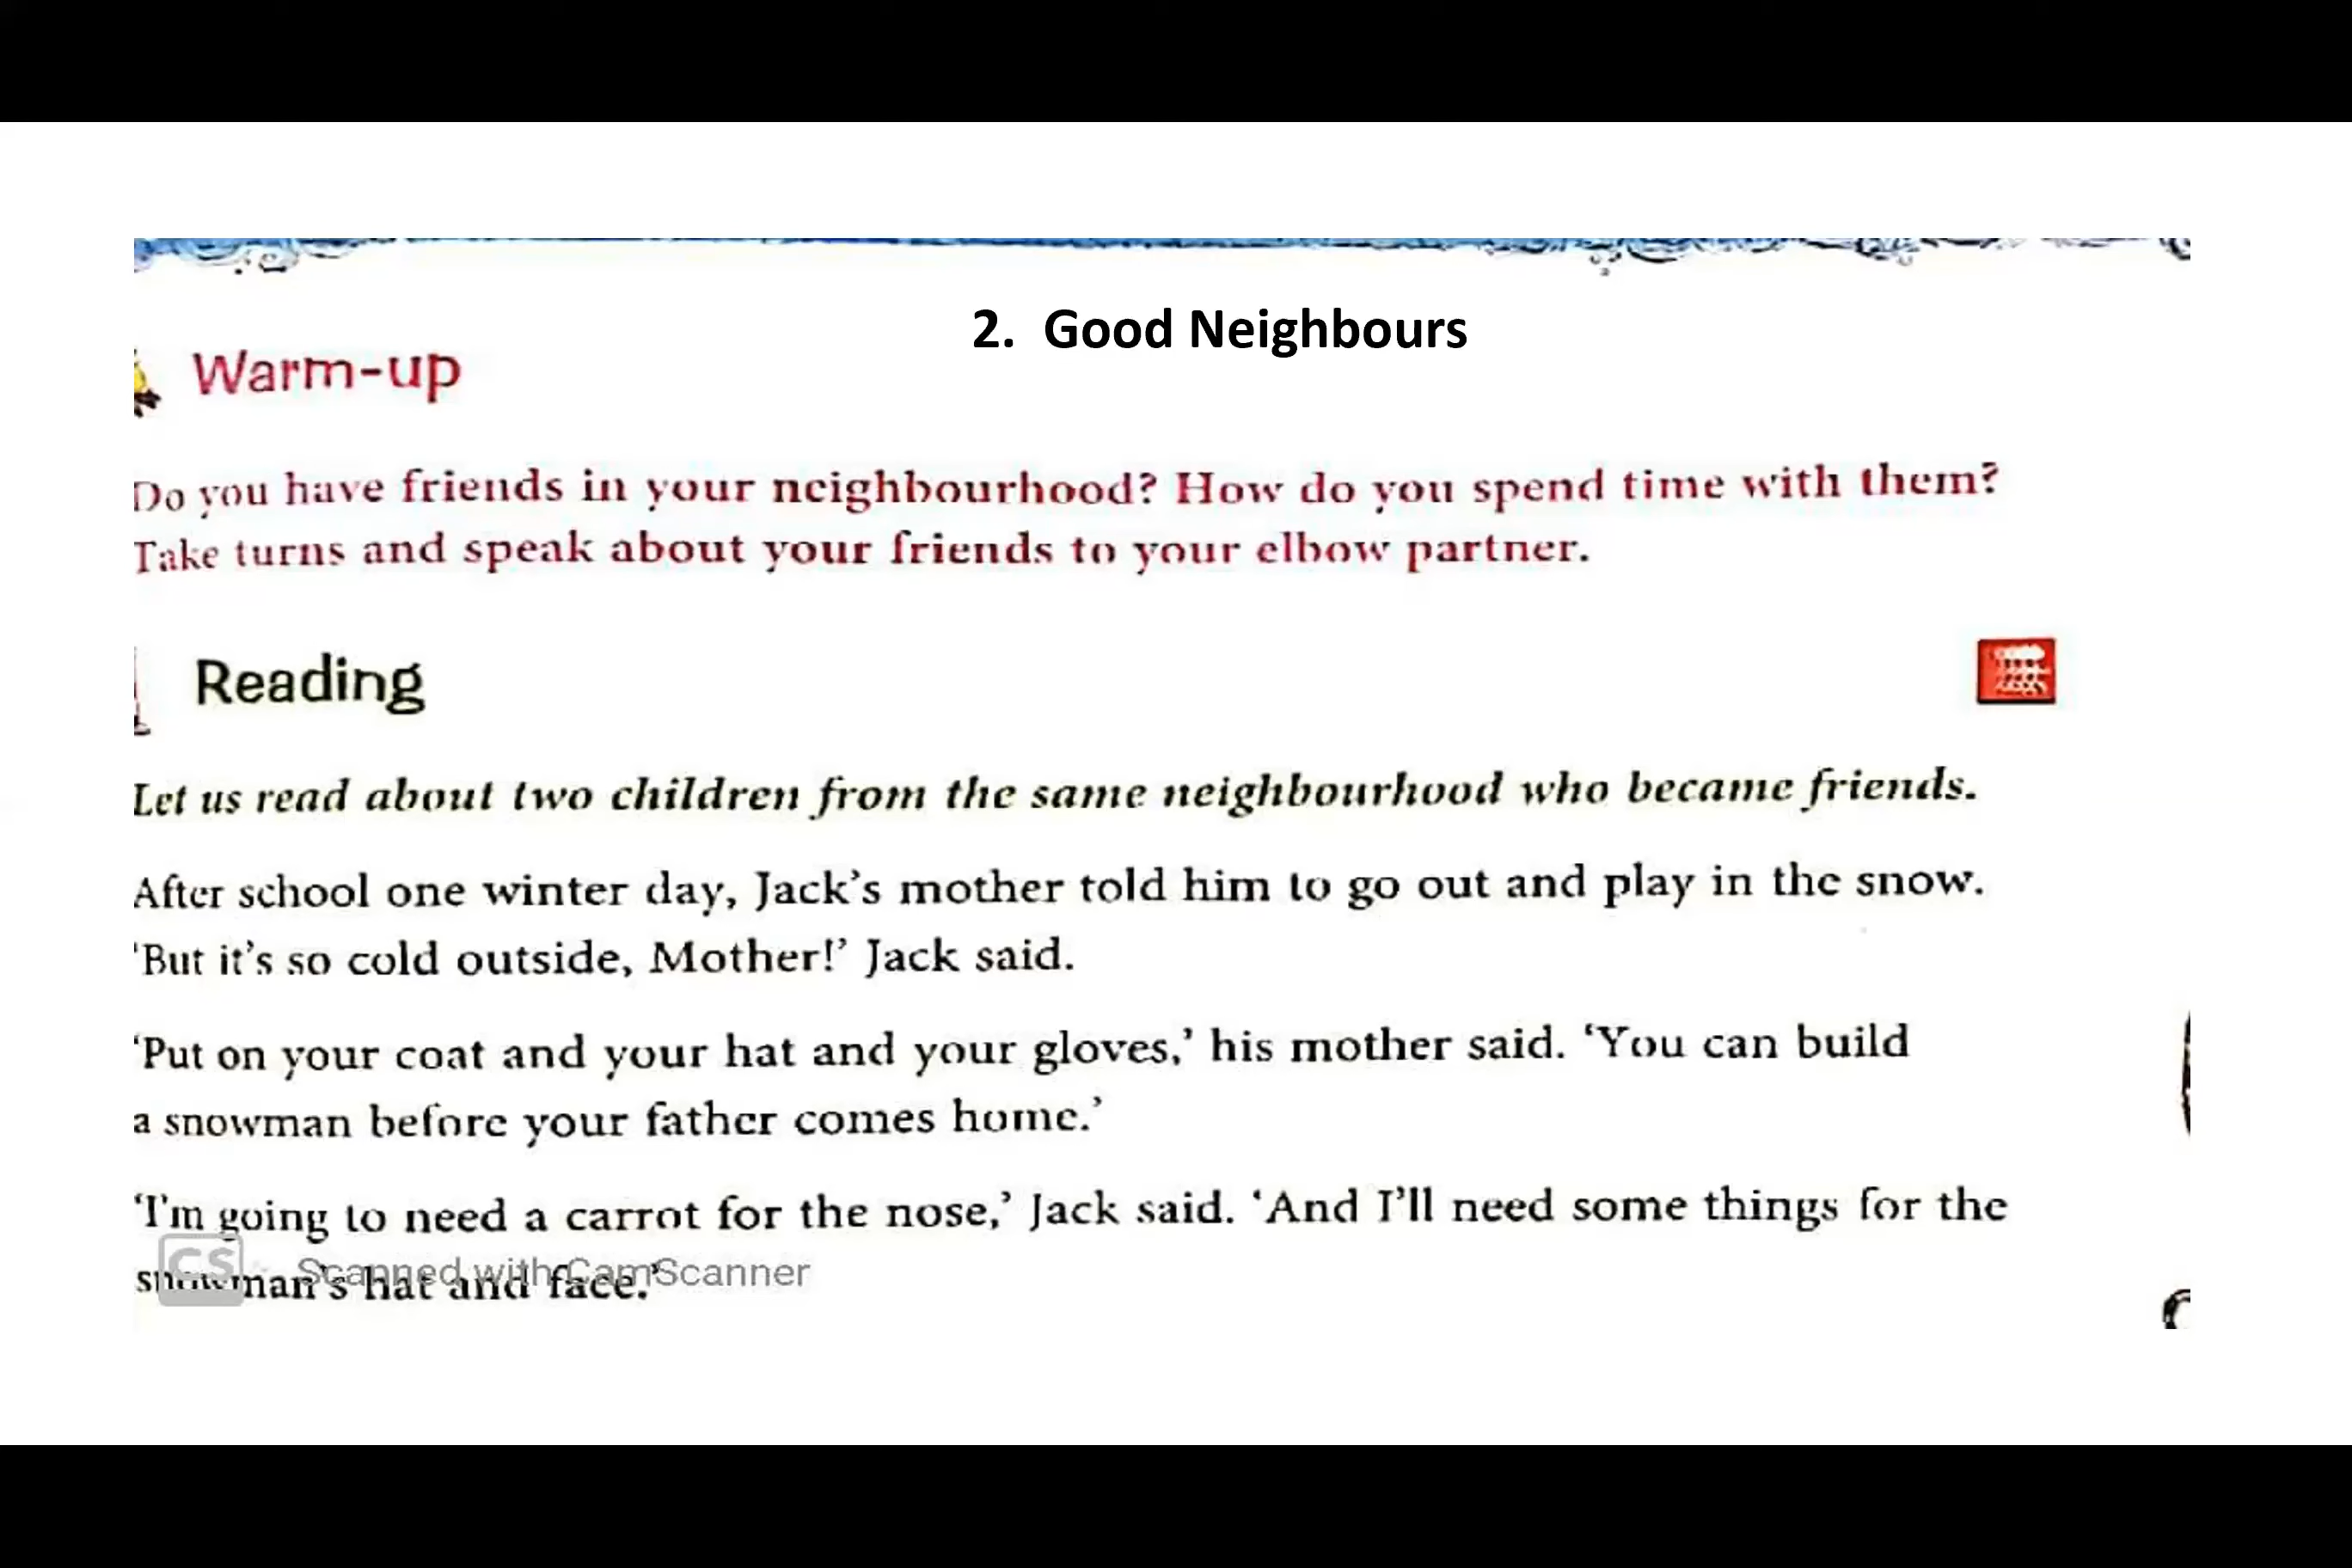 2. Good Neighbours
Warm-up
Do you have friends in your neighbourhood? How do you spend time with them?
Take turns and speak about your friends to your elbow partner.
Reading
Let us read about two children from the same neighbourhood who became friends.
After school one winter day, Jack's mother told him to go out and play in the snow.
'But it's so cold outside, Mother!' Jack said.
'Put on your coat and your hat and your gloves,' his mother said. 'You can build
a snowman before your father comes home.'
'I'm going to need a carrot for the nose,' Jack said. 'And I'll need some things for the
snowman's hat and face.'
CS Scanned with CamScanner